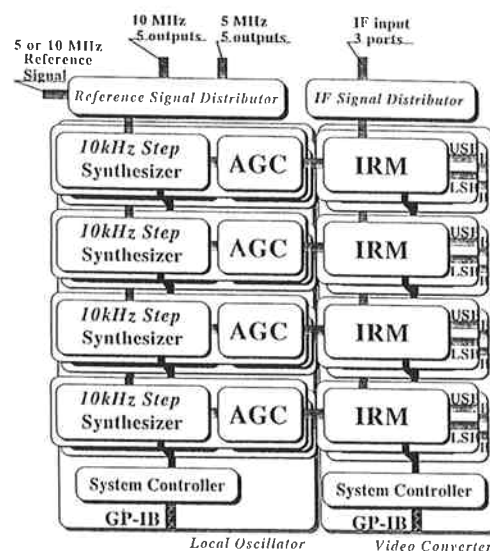 10 MHz
5 outputs
5 MHz
5 outputs
IF input
3 ports
5 or 10 MHz
Reference
Signal
Reference Signal Distributor
IF Signal Distributor
10kHz Step
Synthesizer
AGC
IRM
USB
LSB
10kHz Step
Synthesizer
AGC
IRM
USB
LSB
10kHz Step
Synthesizer
AGC
IRM
USB
LSB
10kHz Step
Synthesizer
AGC
IRM
USB
LSB
System Controller
System Controller
GP-IB
GP-IB
Local Oscillator
Video Converter